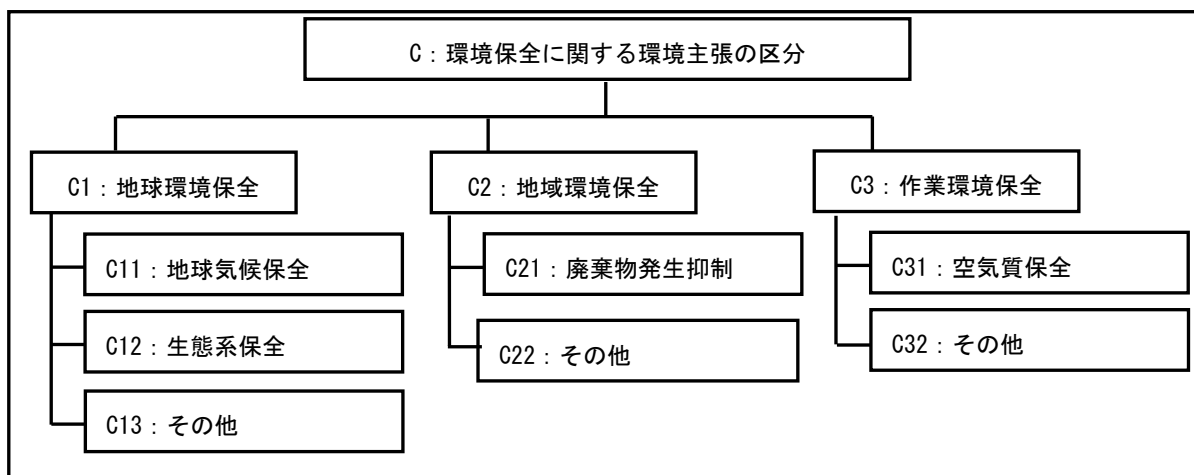 C：環境保全に関する環境主張の区分
C1：地球環境保全
C11：地球気候保全
C12：生態系保全
C13：その他
C2：地域環境保全
C21：廃棄物発生抑制
C22：その他
C3：作業環境保全
C31：空気質保全
C32：その他